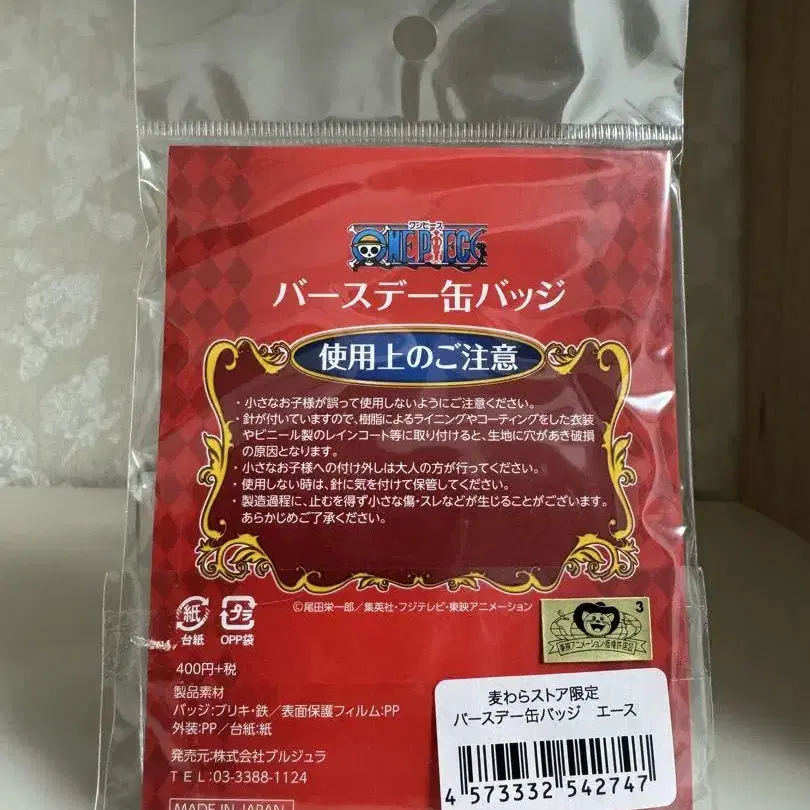 ワンピース
ONE PIECE
バースデー缶バッジ
使用上のご注意
・小さなお子様が誤って使用しないようにご注意ください。
・針が付いていますので、樹脂によるライニングやコーティングをした衣装
やビニール製のレインコート等に取り付けると、生地に穴があき破損
の原因となります。
・小さなお子様への付け外しは大人の方が行ってください。
・使用しない時は、針に気を付けて保管してください。
・製造過程に、止むを得ず小さな傷・スレなどが生じることがございます。
あらかじめご了承ください。
©尾田栄一郎／集英社・フジテレビ・東映アニメーション
3
東映アニメーション版権許諾証
紙
プラ
台紙
OPP袋
400円+税
製品素材
バッジ:ブリキ・鉄／表面保護フィルム:PP
外装:PP／台紙:紙
発売元:株式会社プルジュラ
TEL:03-3388-1124
MADE IN JAPAN
麦わらストア限定
バースデー缶バッジ エース
4 573332 542747